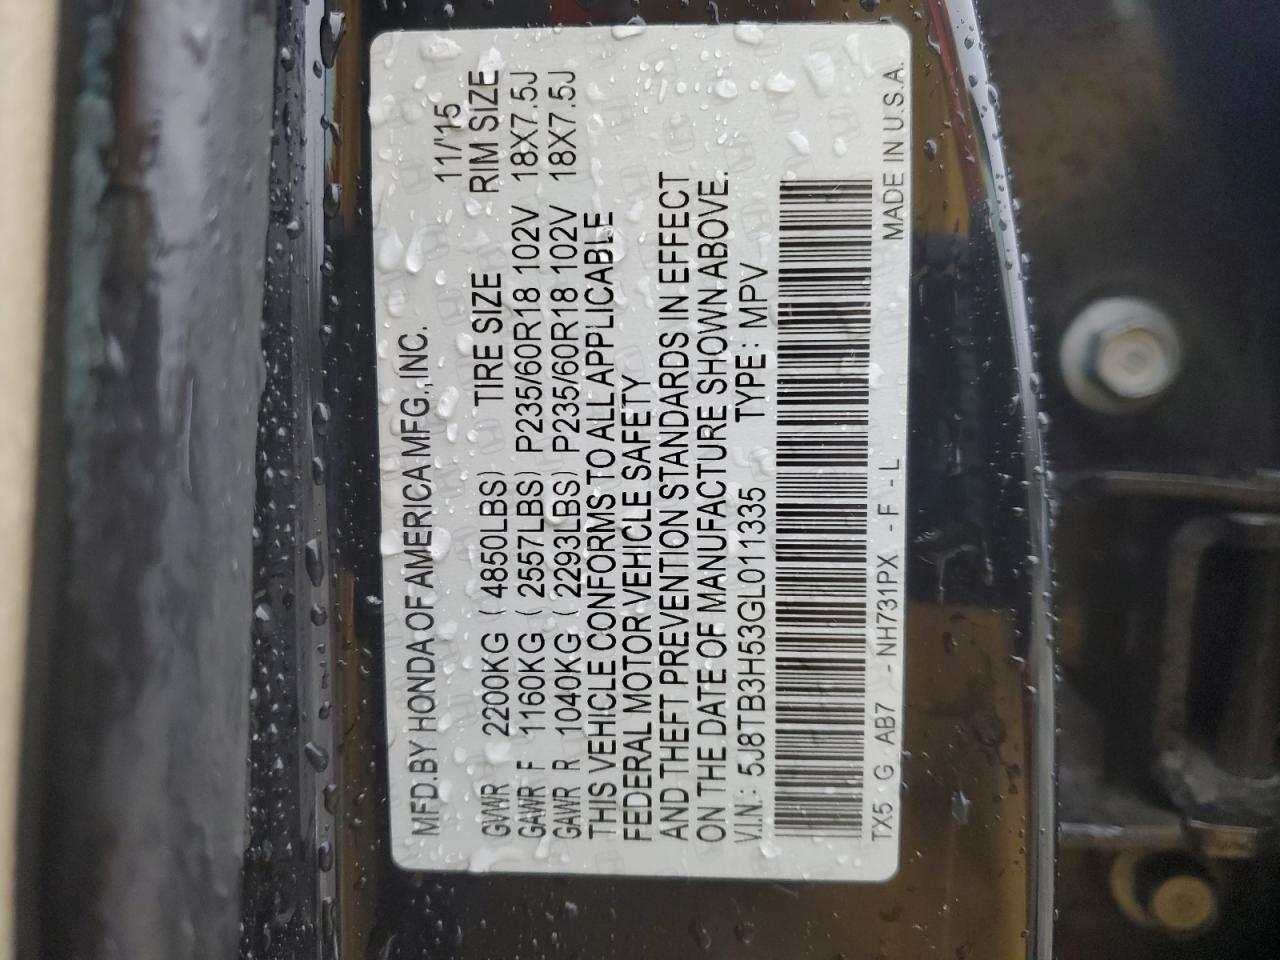 MFD.BY HONDA OF AMERICA MFG.,INC. 11/'15
TIRE SIZE RIM SIZE
GVWR 2200KG ( 4850LBS)
GAWR F 1160KG ( 2557LBS) P235/60R18 102V 18X7.5J
GAWR R 1040KG ( 2293LBS) P235/60R18 102V 18X7.5J
THIS VEHICLE CONFORMS TO ALL APPLICABLE
FEDERAL MOTOR VEHICLE SAFETY
AND THEFT PREVENTION STANDARDS IN EFFECT
ON THE DATE OF MANUFACTURE SHOWN ABOVE.
V.I.N.: 5J8TB3H53GL011335 TYPE : MPV
TX5 G AB7 - NH731PX - F - L MADE IN U.S.A.